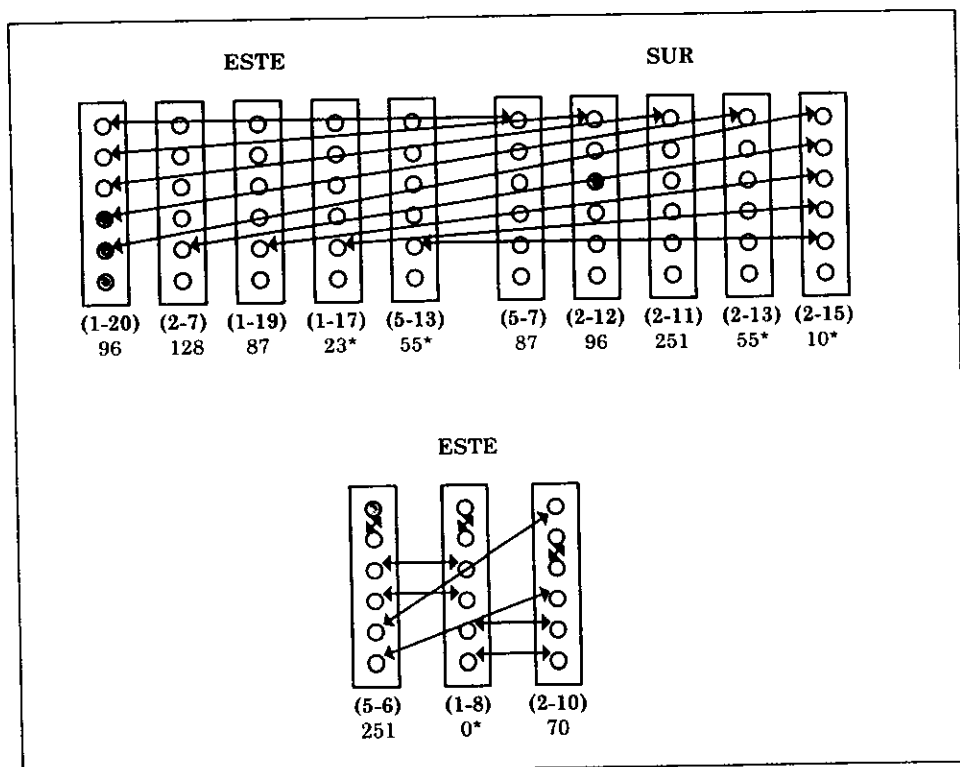 ESTE SUR
(1-20) (2-7) (1-19) (1-17) (5-13) (5-7) (2-12) (2-11) (2-13) (2-15)
96 128 87 23* 55* 87 96 251 55* 10*
ESTE
(5-6) (1-8) (2-10)
251 0* 70